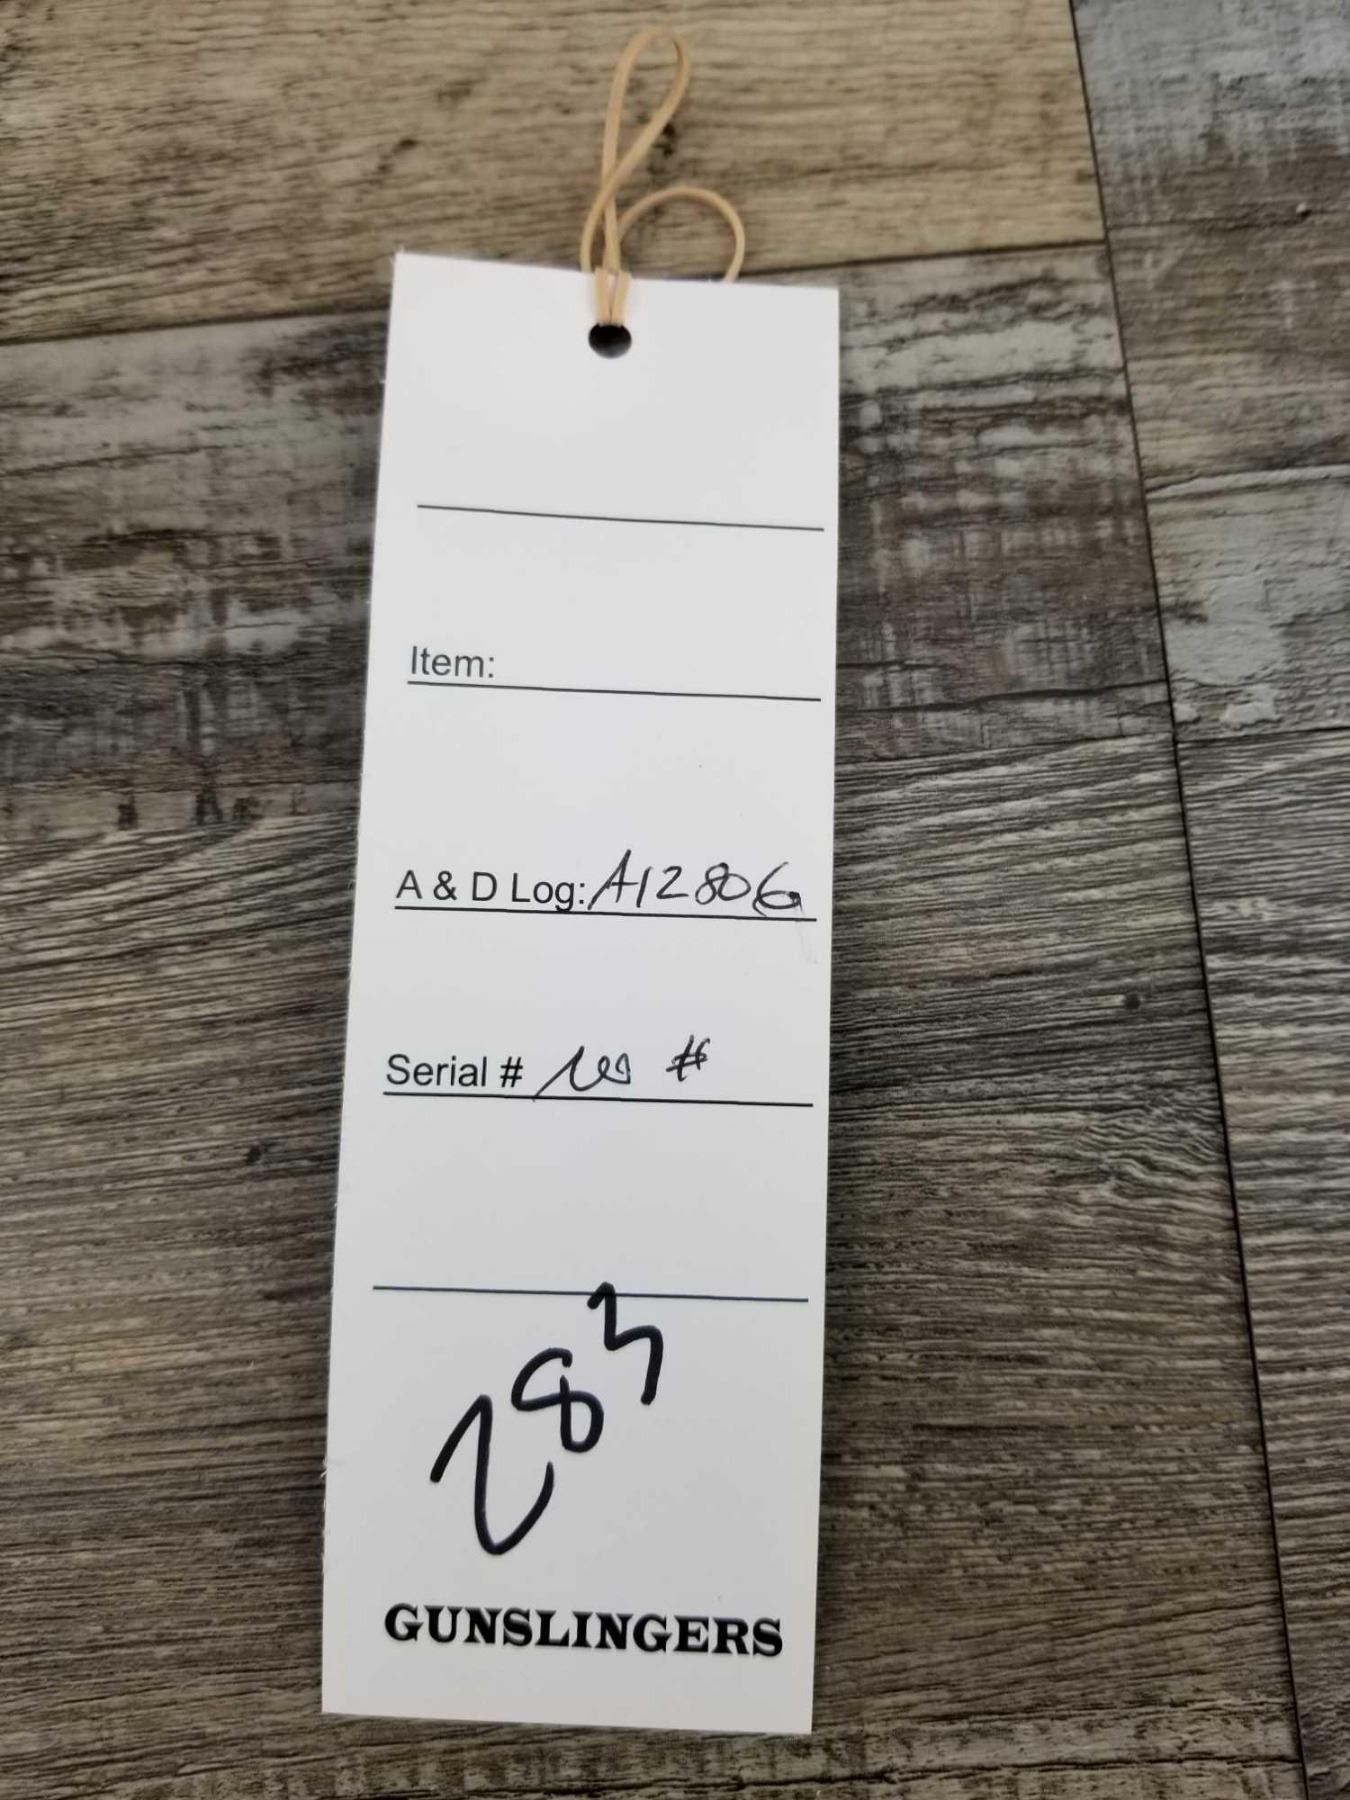 Item:
A & D Log: A12806
Serial # no #
283
GUNSLINGERS